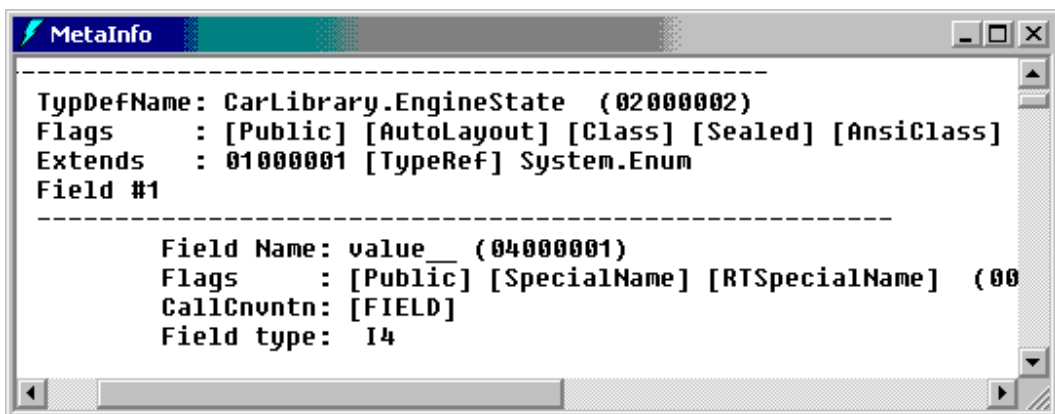 MetaInfo
-------------------------------------------------------
TypDefName: CarLibrary.EngineState (02000002)
Flags : [Public] [AutoLayout] [Class] [Sealed] [AnsiClass]
Extends : 01000001 [TypeRef] System.Enum
Field #1
-------------------------------------------------------
Field Name: value__ (04000001)
Flags : [Public] [SpecialName] [RTSpecialName] (00
CallCnvntn: [FIELD]
Field type: I4